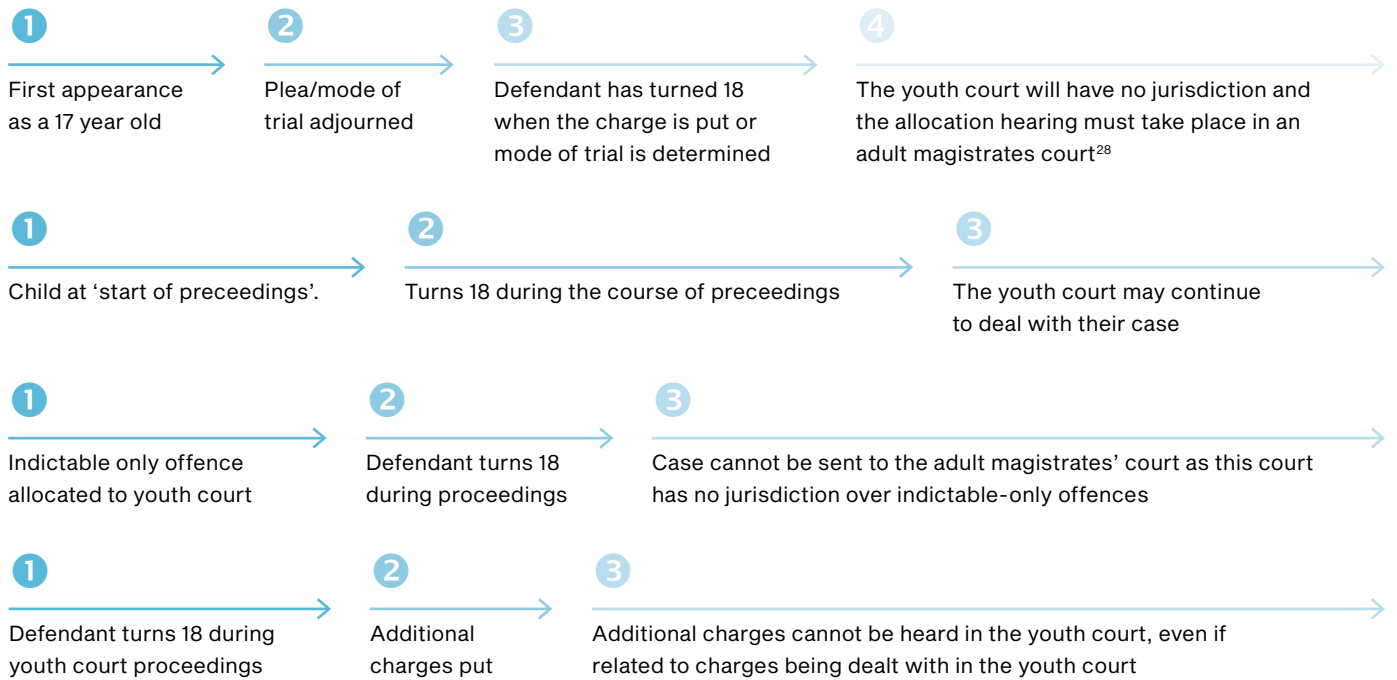 1 2 3 4
First appearance
as a 17 year old
Plea/mode of
trial adjourned
Defendant has turned 18
when the charge is put or
mode of trial is determined
The youth court will have no jurisdiction and
the allocation hearing must take place in an
adult magistrates court²⁸
1 2 3
Child at ‘start of preceedings’.
Turns 18 during the course of preceedings
The youth court may continue
to deal with their case
1 2 3
Indictable only offence
allocated to youth court
Defendant turns 18
during proceedings
Case cannot be sent to the adult magistrates’ court as this court
has no jurisdiction over indictable-only offences
1 2 3
Defendant turns 18 during
youth court proceedings
Additional
charges put
Additional charges cannot be heard in the youth court, even if
related to charges being dealt with in the youth court